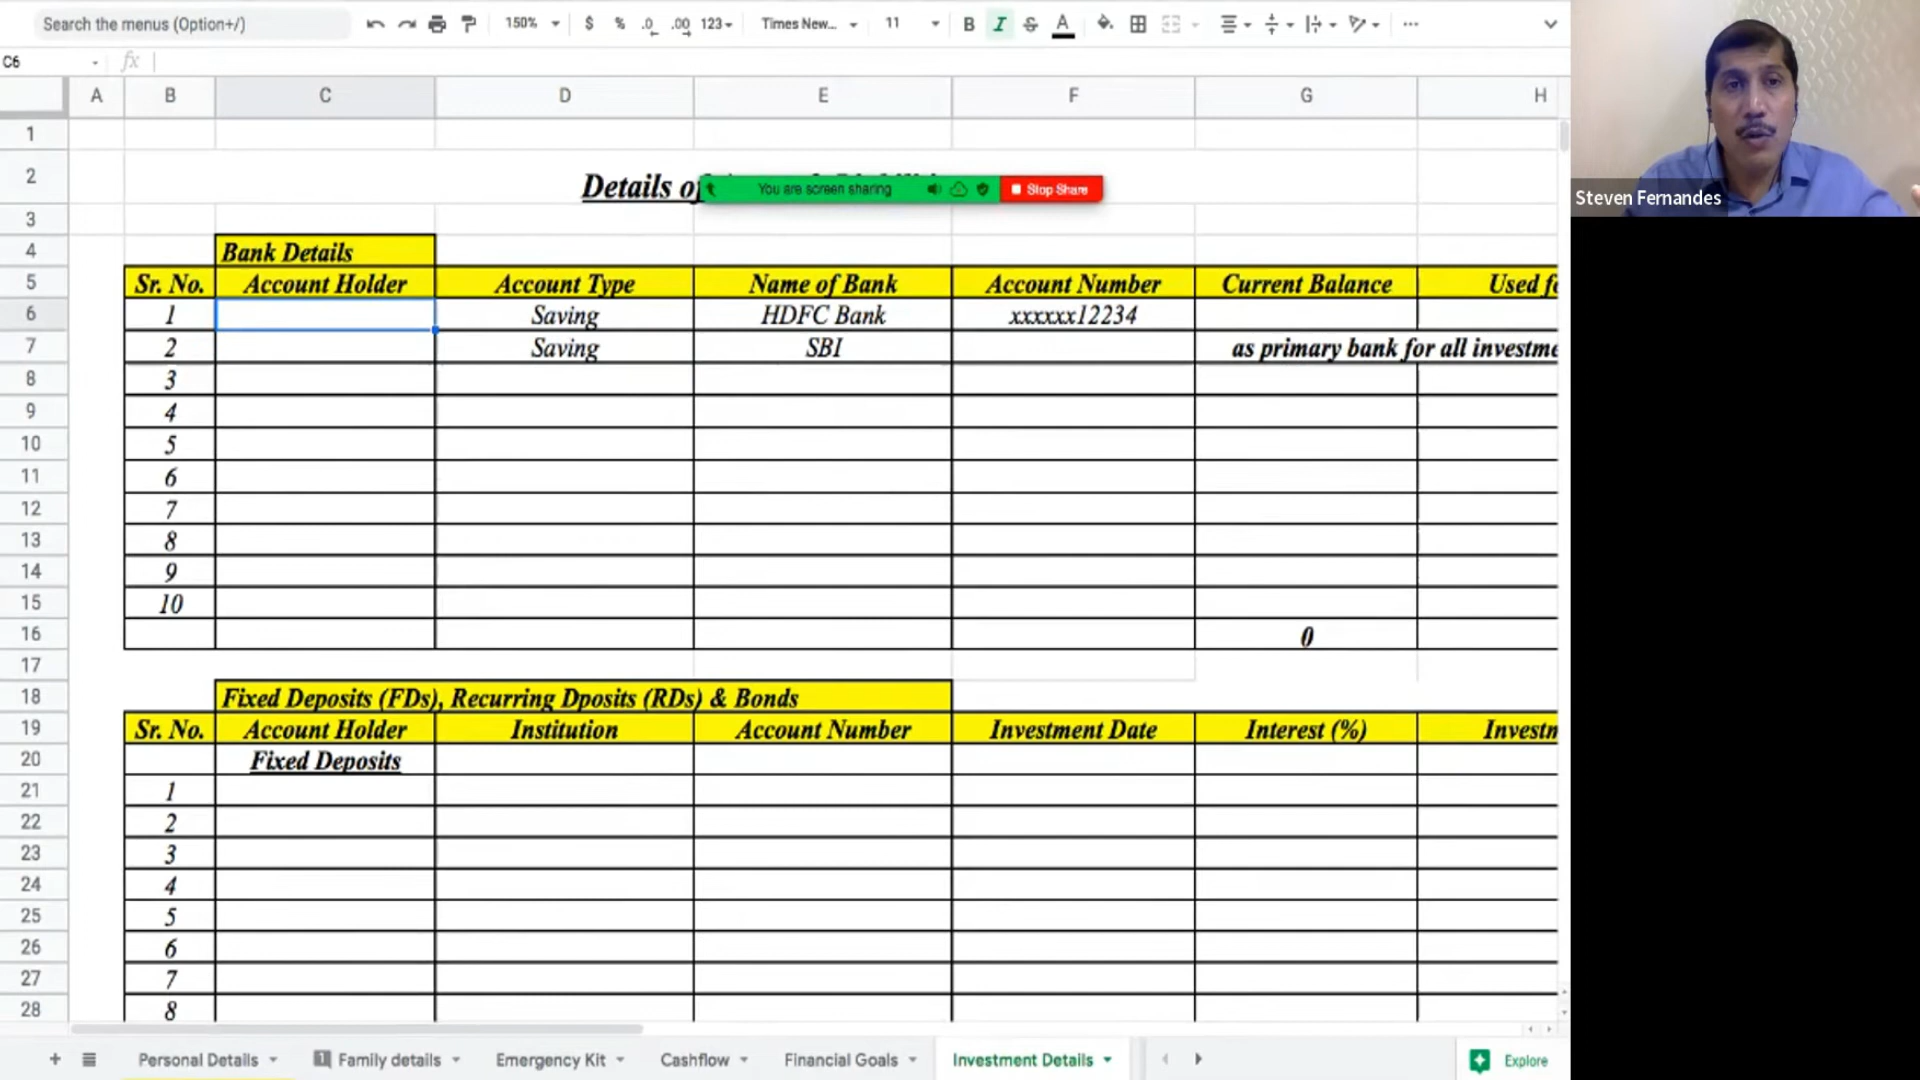 Search the menus (Option+/) 150% $ % .0 .00 123 Times New... 11 B I S A
C6 fx
A B C D E F G H
1
2 Details of You are screen sharing Stop Share
3
4 Bank Details
5 Sr. No. Account Holder Account Type Name of Bank Account Number Current Balance Used fo
6 1 Saving HDFC Bank xxxxxx12234
7 2 Saving SBI as primary bank for all investme
8 3
9 4
10 5
11 6
12 7
13 8
14 9
15 10
16 0
17
18 Fixed Deposits (FDs), Recurring Dposits (RDs) & Bonds
19 Sr. No. Account Holder Institution Account Number Investment Date Interest (%) Investn
20 Fixed Deposits
21 1
22 2
23 3
24 4
25 5
26 6
27 7
28 8
+ Personal Details 1 Family details Emergency Kit Cashflow Financial Goals Investment Details Explore
Steven Fernandes